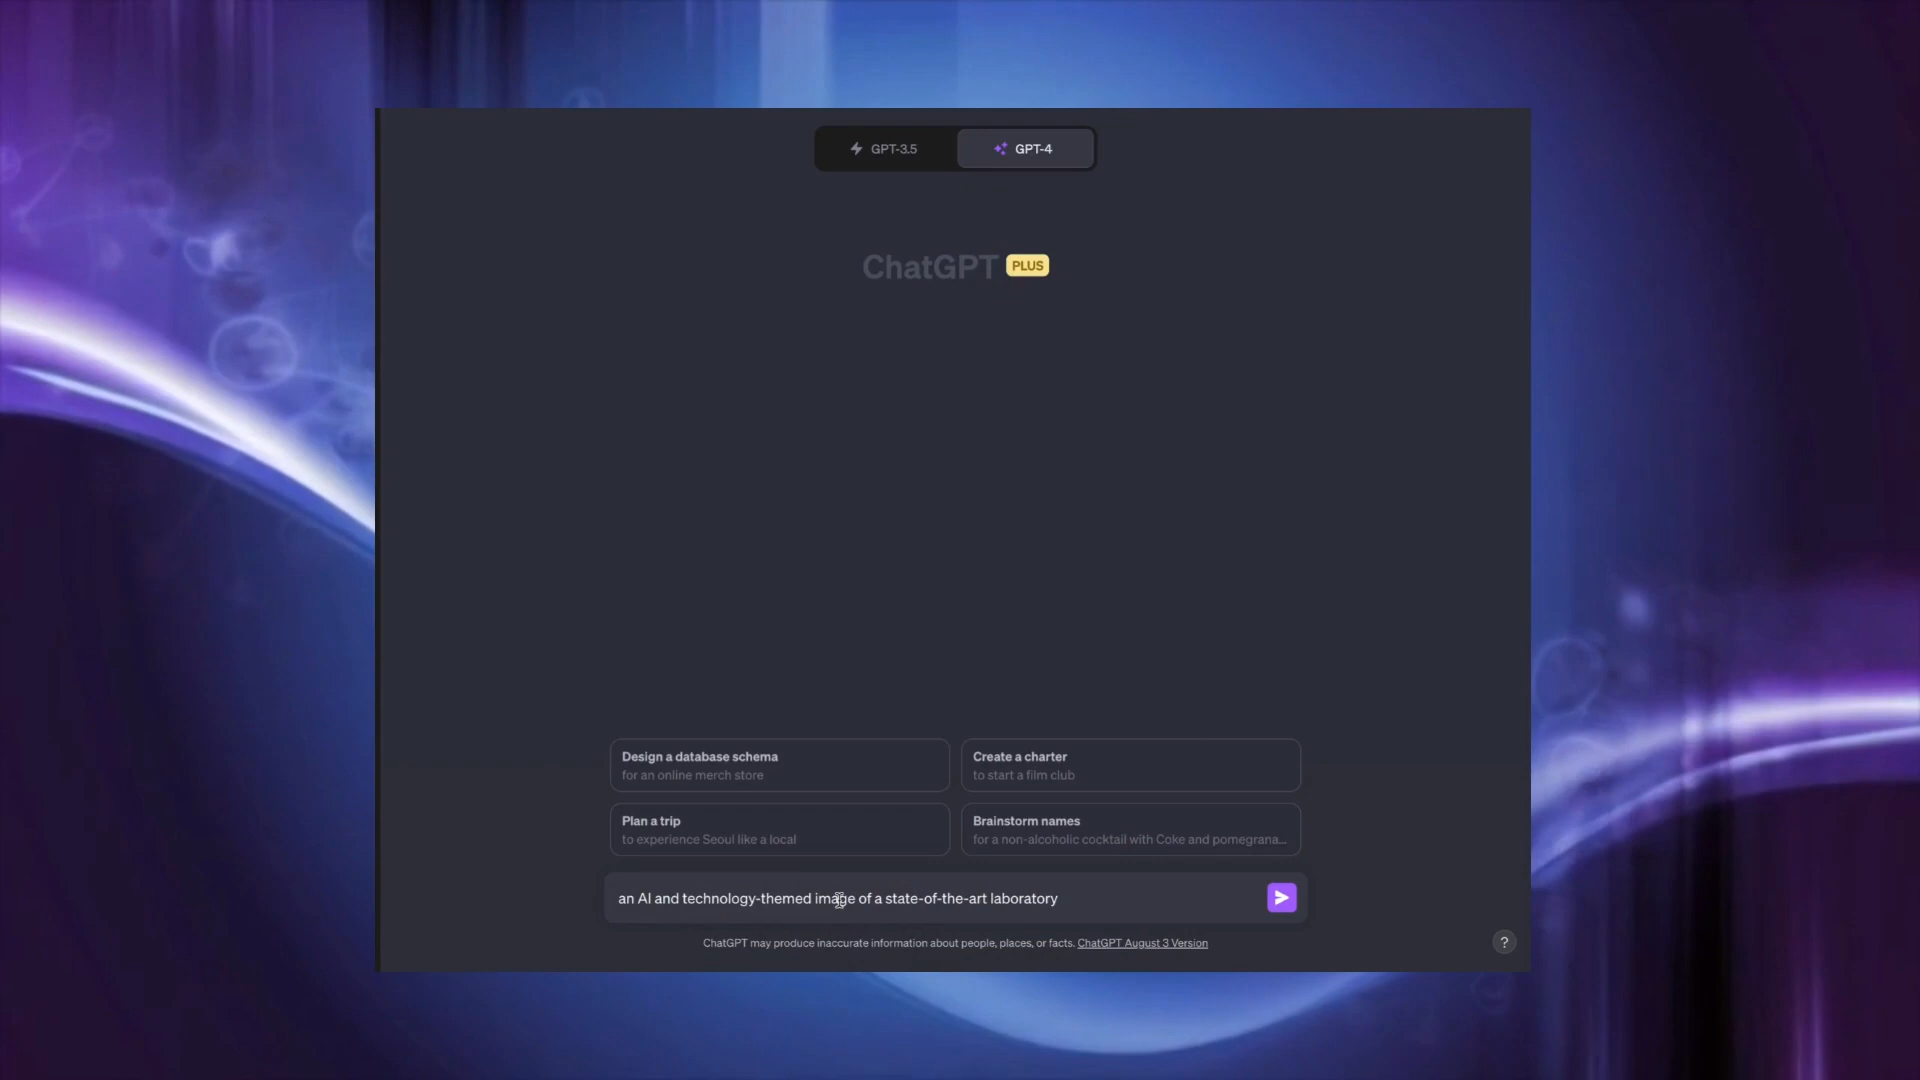 GPT-3.5
GPT-4
ChatGPT PLUS
Design a database schema
for an online merch store
Create a charter
to start a film club
Plan a trip
to experience Seoul like a local
Brainstorm names
for a non-alcoholic cocktail with Coke and pomegrana...
an AI and technology-themed image of a state-of-the-art laboratory
ChatGPT may produce inaccurate information about people, places, or facts. ChatGPT August 3 Version
?